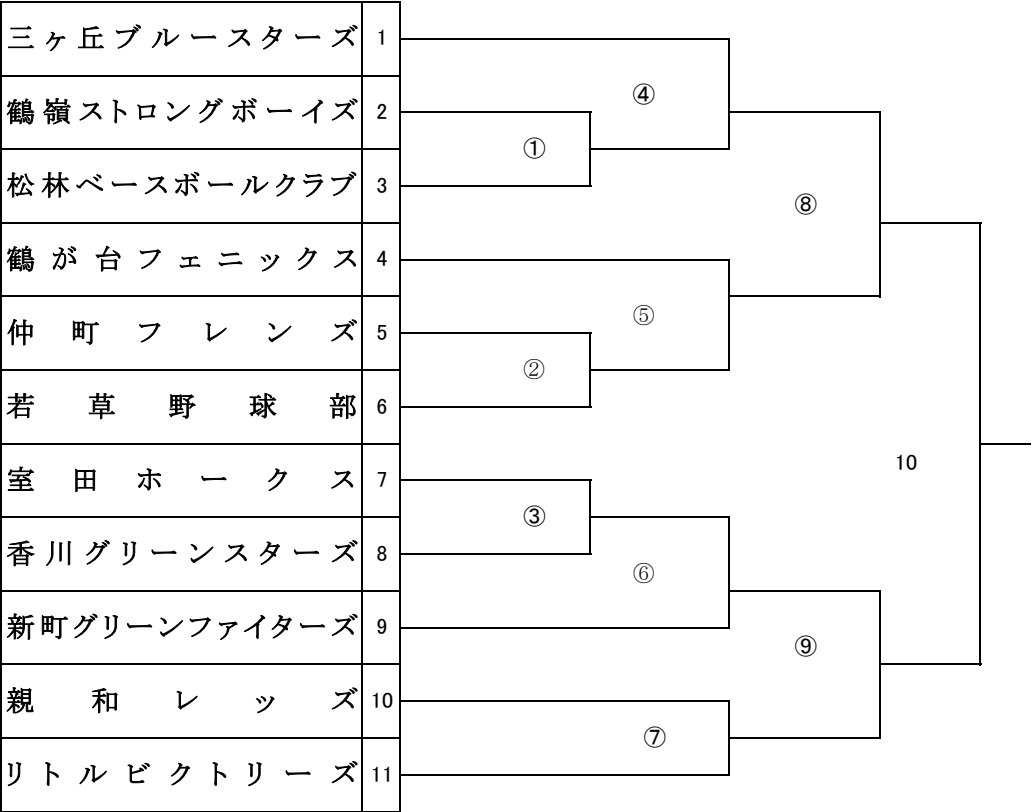 三ヶ丘ブルースターズ 1
④
鶴嶺ストロングボーイズ 2
①
松林ベースボールクラブ 3
⑧
鶴が台フェニックス 4
⑤
仲町フレンズ 5
②
若草野球部 6
10
室田ホークス 7
③
香川グリーンスターズ 8
⑥
新町グリーンファイターズ 9
⑨
親和レッズ 10
⑦
リトルビクトリーズ 11